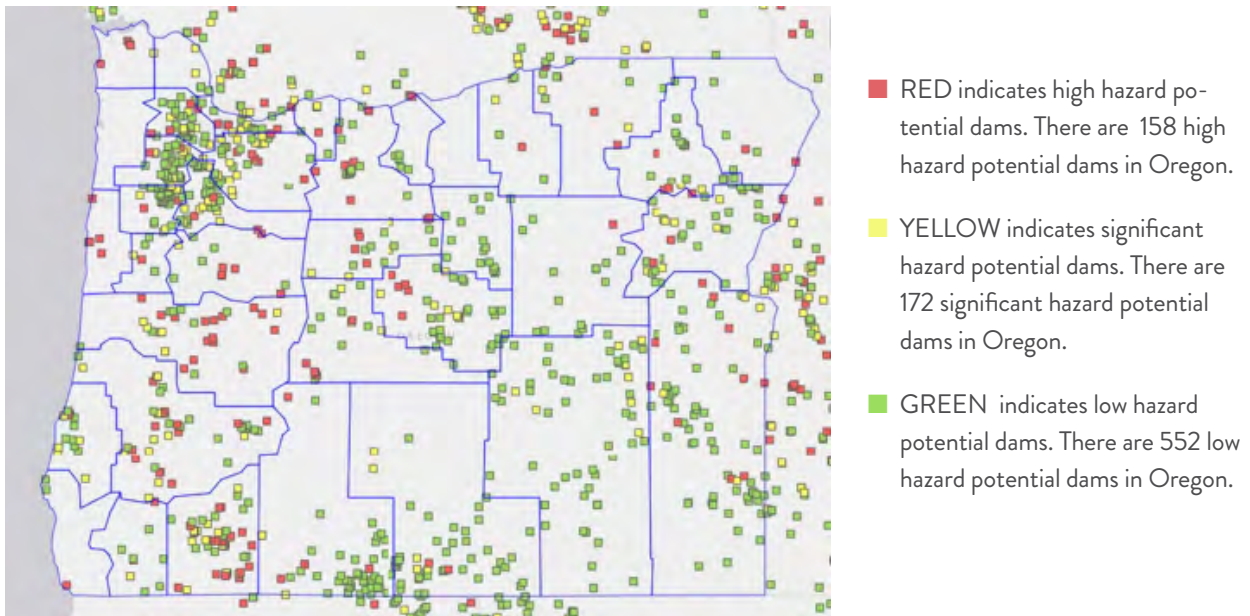 RED indicates high hazard po-
tential dams. There are 158 high
hazard potential dams in Oregon.
YELLOW indicates significant
hazard potential dams. There are
172 significant hazard potential
dams in Oregon.
GREEN indicates low hazard
potential dams. There are 552 low
hazard potential dams in Oregon.